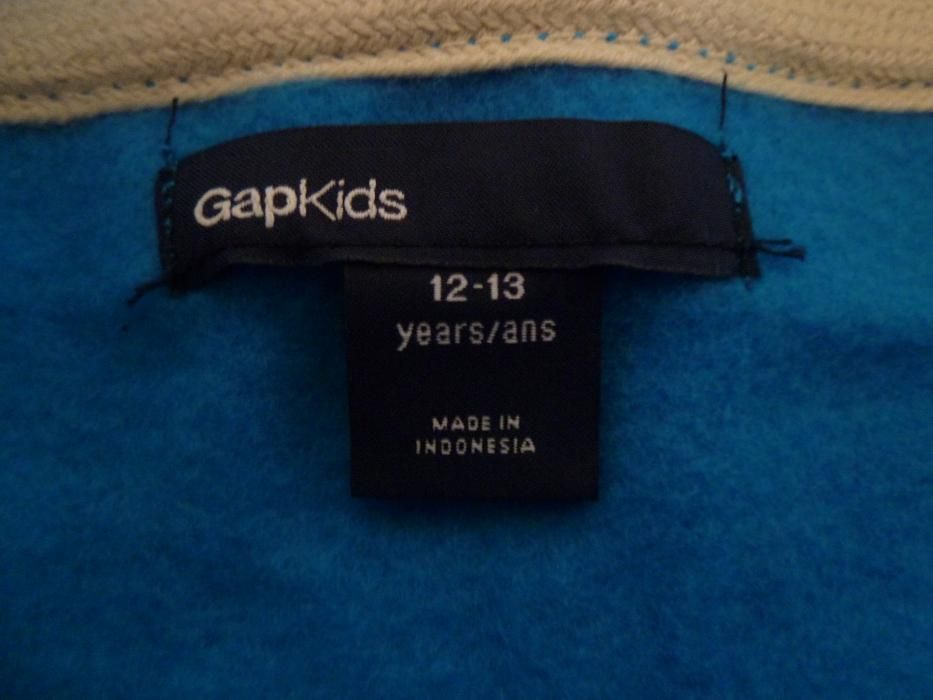 GapKids
12-13
years/ans
MADE IN
INDONESIA